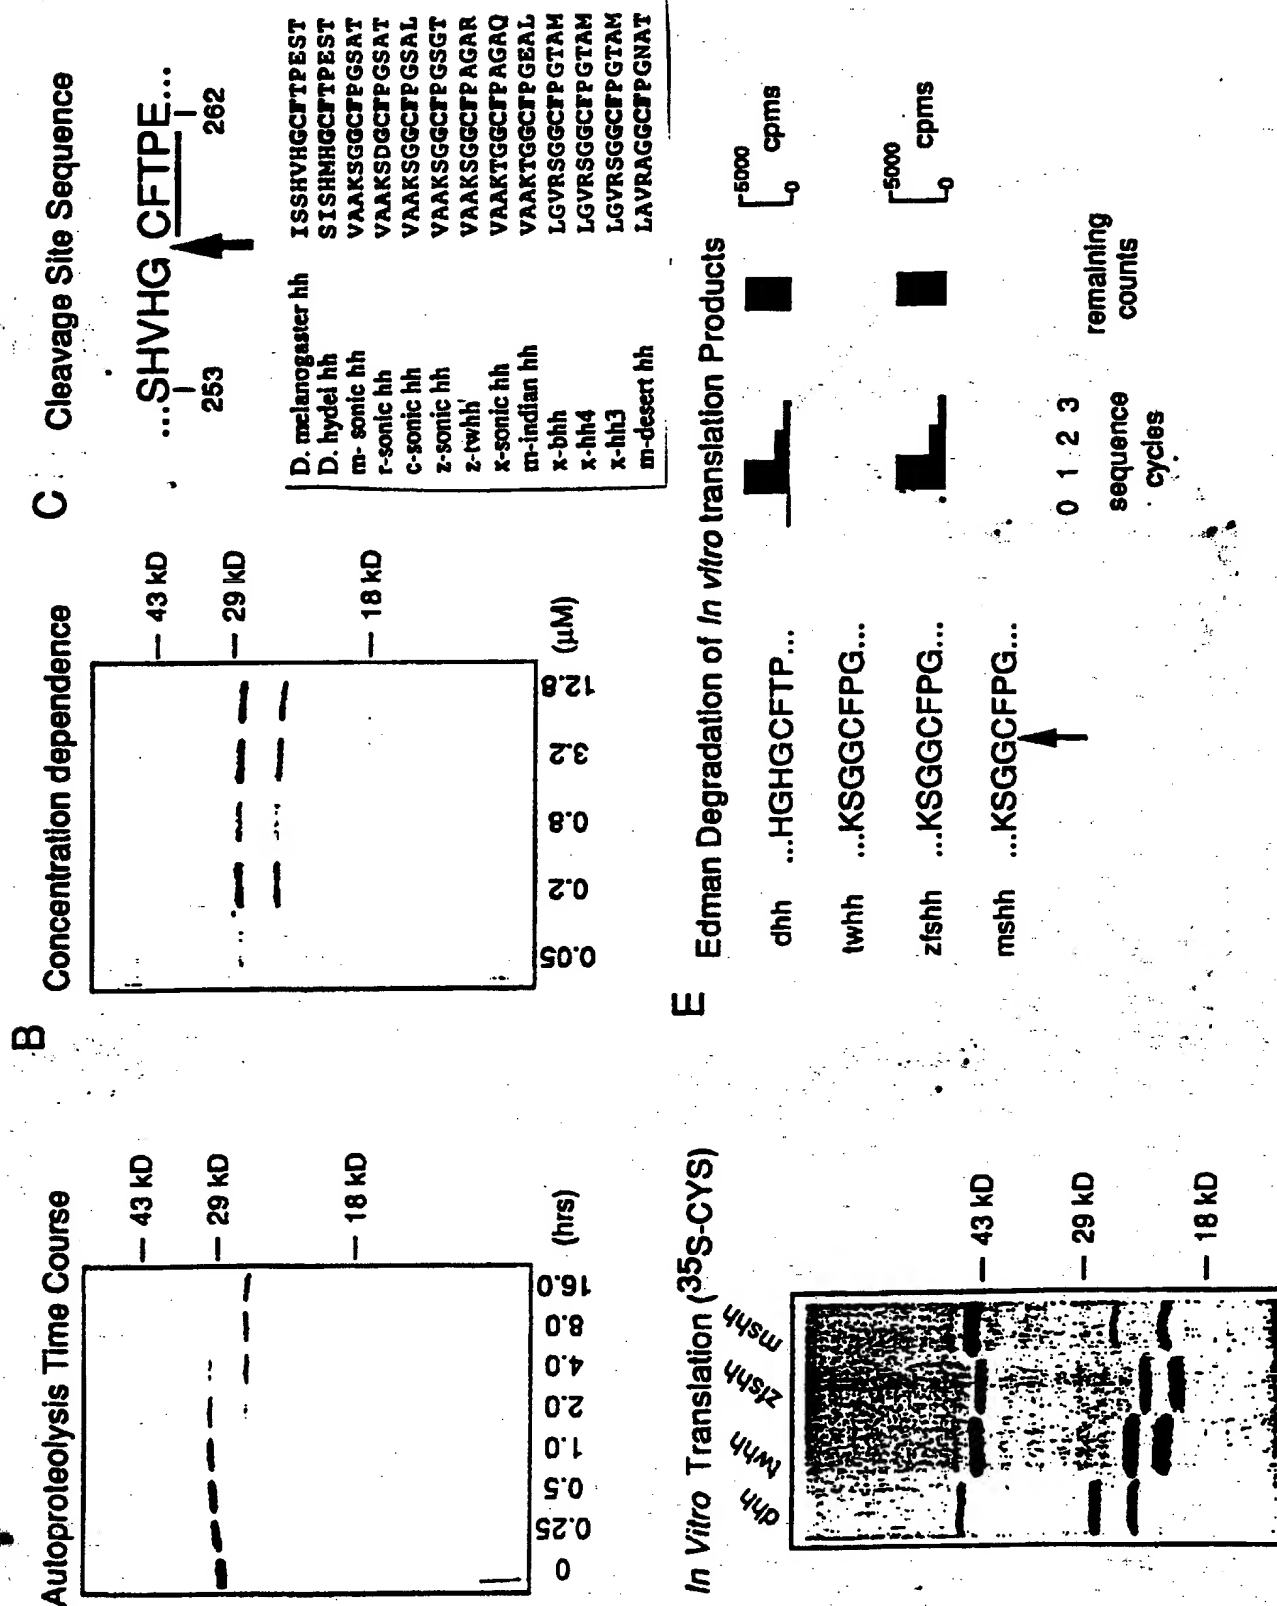 Autoproteolysis Time Course
43 kD
29 kD
18 kD
0 0.25 0.5 1.0 2.0 4.0 8.0 16.0 (hrs)
B
Concentration dependence
43 kD
29 kD
18 kD
0.05 0.2 0.8 3.2 12.8 (µM)
C Cleavage Site Sequence
...SHVHG CFTPE...
253 262
D. melanogaster hh ISSHVHGCFTPEST
D. hydei hh SISHMHGCFTPEST
m- sonic hh VAAKSGGCFPGSAT
r-sonic hh VAAKSDGCFPGSAT
c-sonic hh VAAKSGGCFPGSAL
z-sonic hh VAAKSGGCFPGSGT
z-twhh' VAAKSGGCFPAGAR
x-sonic hh VAAKTGGCFPAGAQ
m-indian hh VAAKTGGCFPGEAL
x-bhh LGVRSGGCFPGTAM
x-hh4 LGVRSGGCFPGTAM
x-hh3 LGVRSGGCFPGTAM
m-desert hh LAVRAGGCFPGNAT
In Vitro Translation (35S-CYS)
dhh twhh zfshh mshh
43 kD
29 kD
18 kD
E Edman Degradation of In vitro translation Products
dhh ...HGHGCFTP...
5000
0
cpms
twhh ...KSGGCFPG...
zfshh ...KSGGCFPG...
5000
0
cpms
mshh ...KSGGCFPG...
0 1 2 3
sequence
cycles
remaining
counts